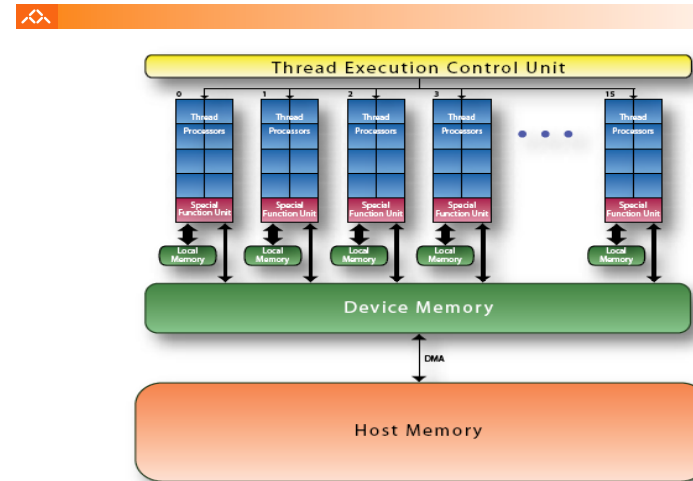 Thread Execution Control Unit
0
1
2
3
15
Thread
Processors
Thread
Processors
Thread
Processors
Thread
Processors
Thread
Processors
Special
Function Unit
Special
Function Unit
Special
Function Unit
Special
Function Unit
Special
Function Unit
Local
Memory
Local
Memory
Local
Memory
Local
Memory
Local
Memory
Device Memory
DMA
Host Memory